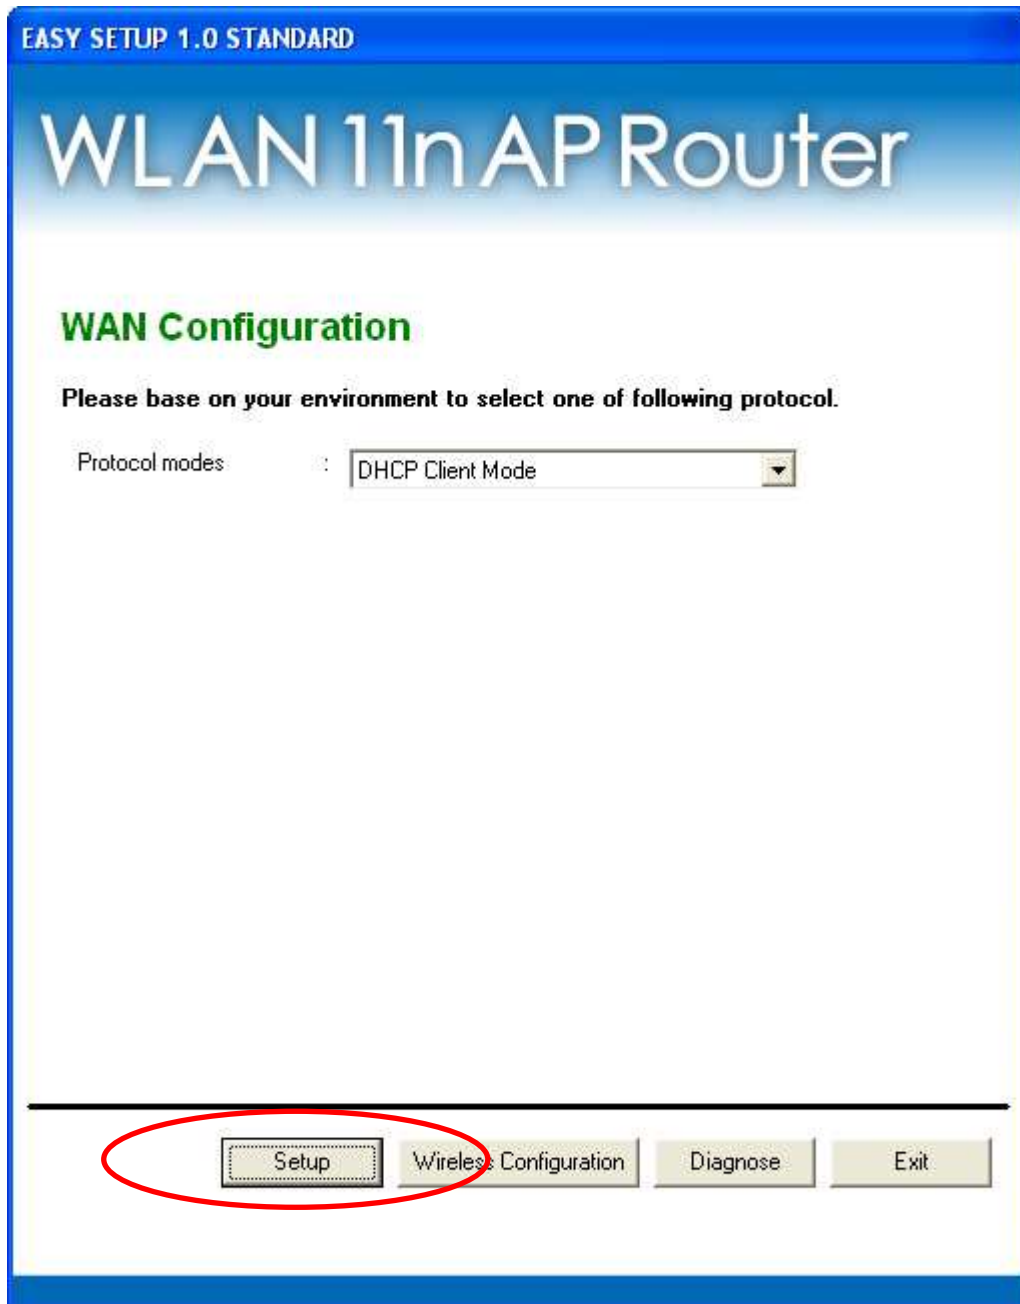 EASY SETUP 1.0 STANDARD
WLAN 11n AP Router
WAN Configuration
Please base on your environment to select one of following protocol.
Protocol modes : DHCP Client Mode
Setup Wireless Configuration Diagnose Exit